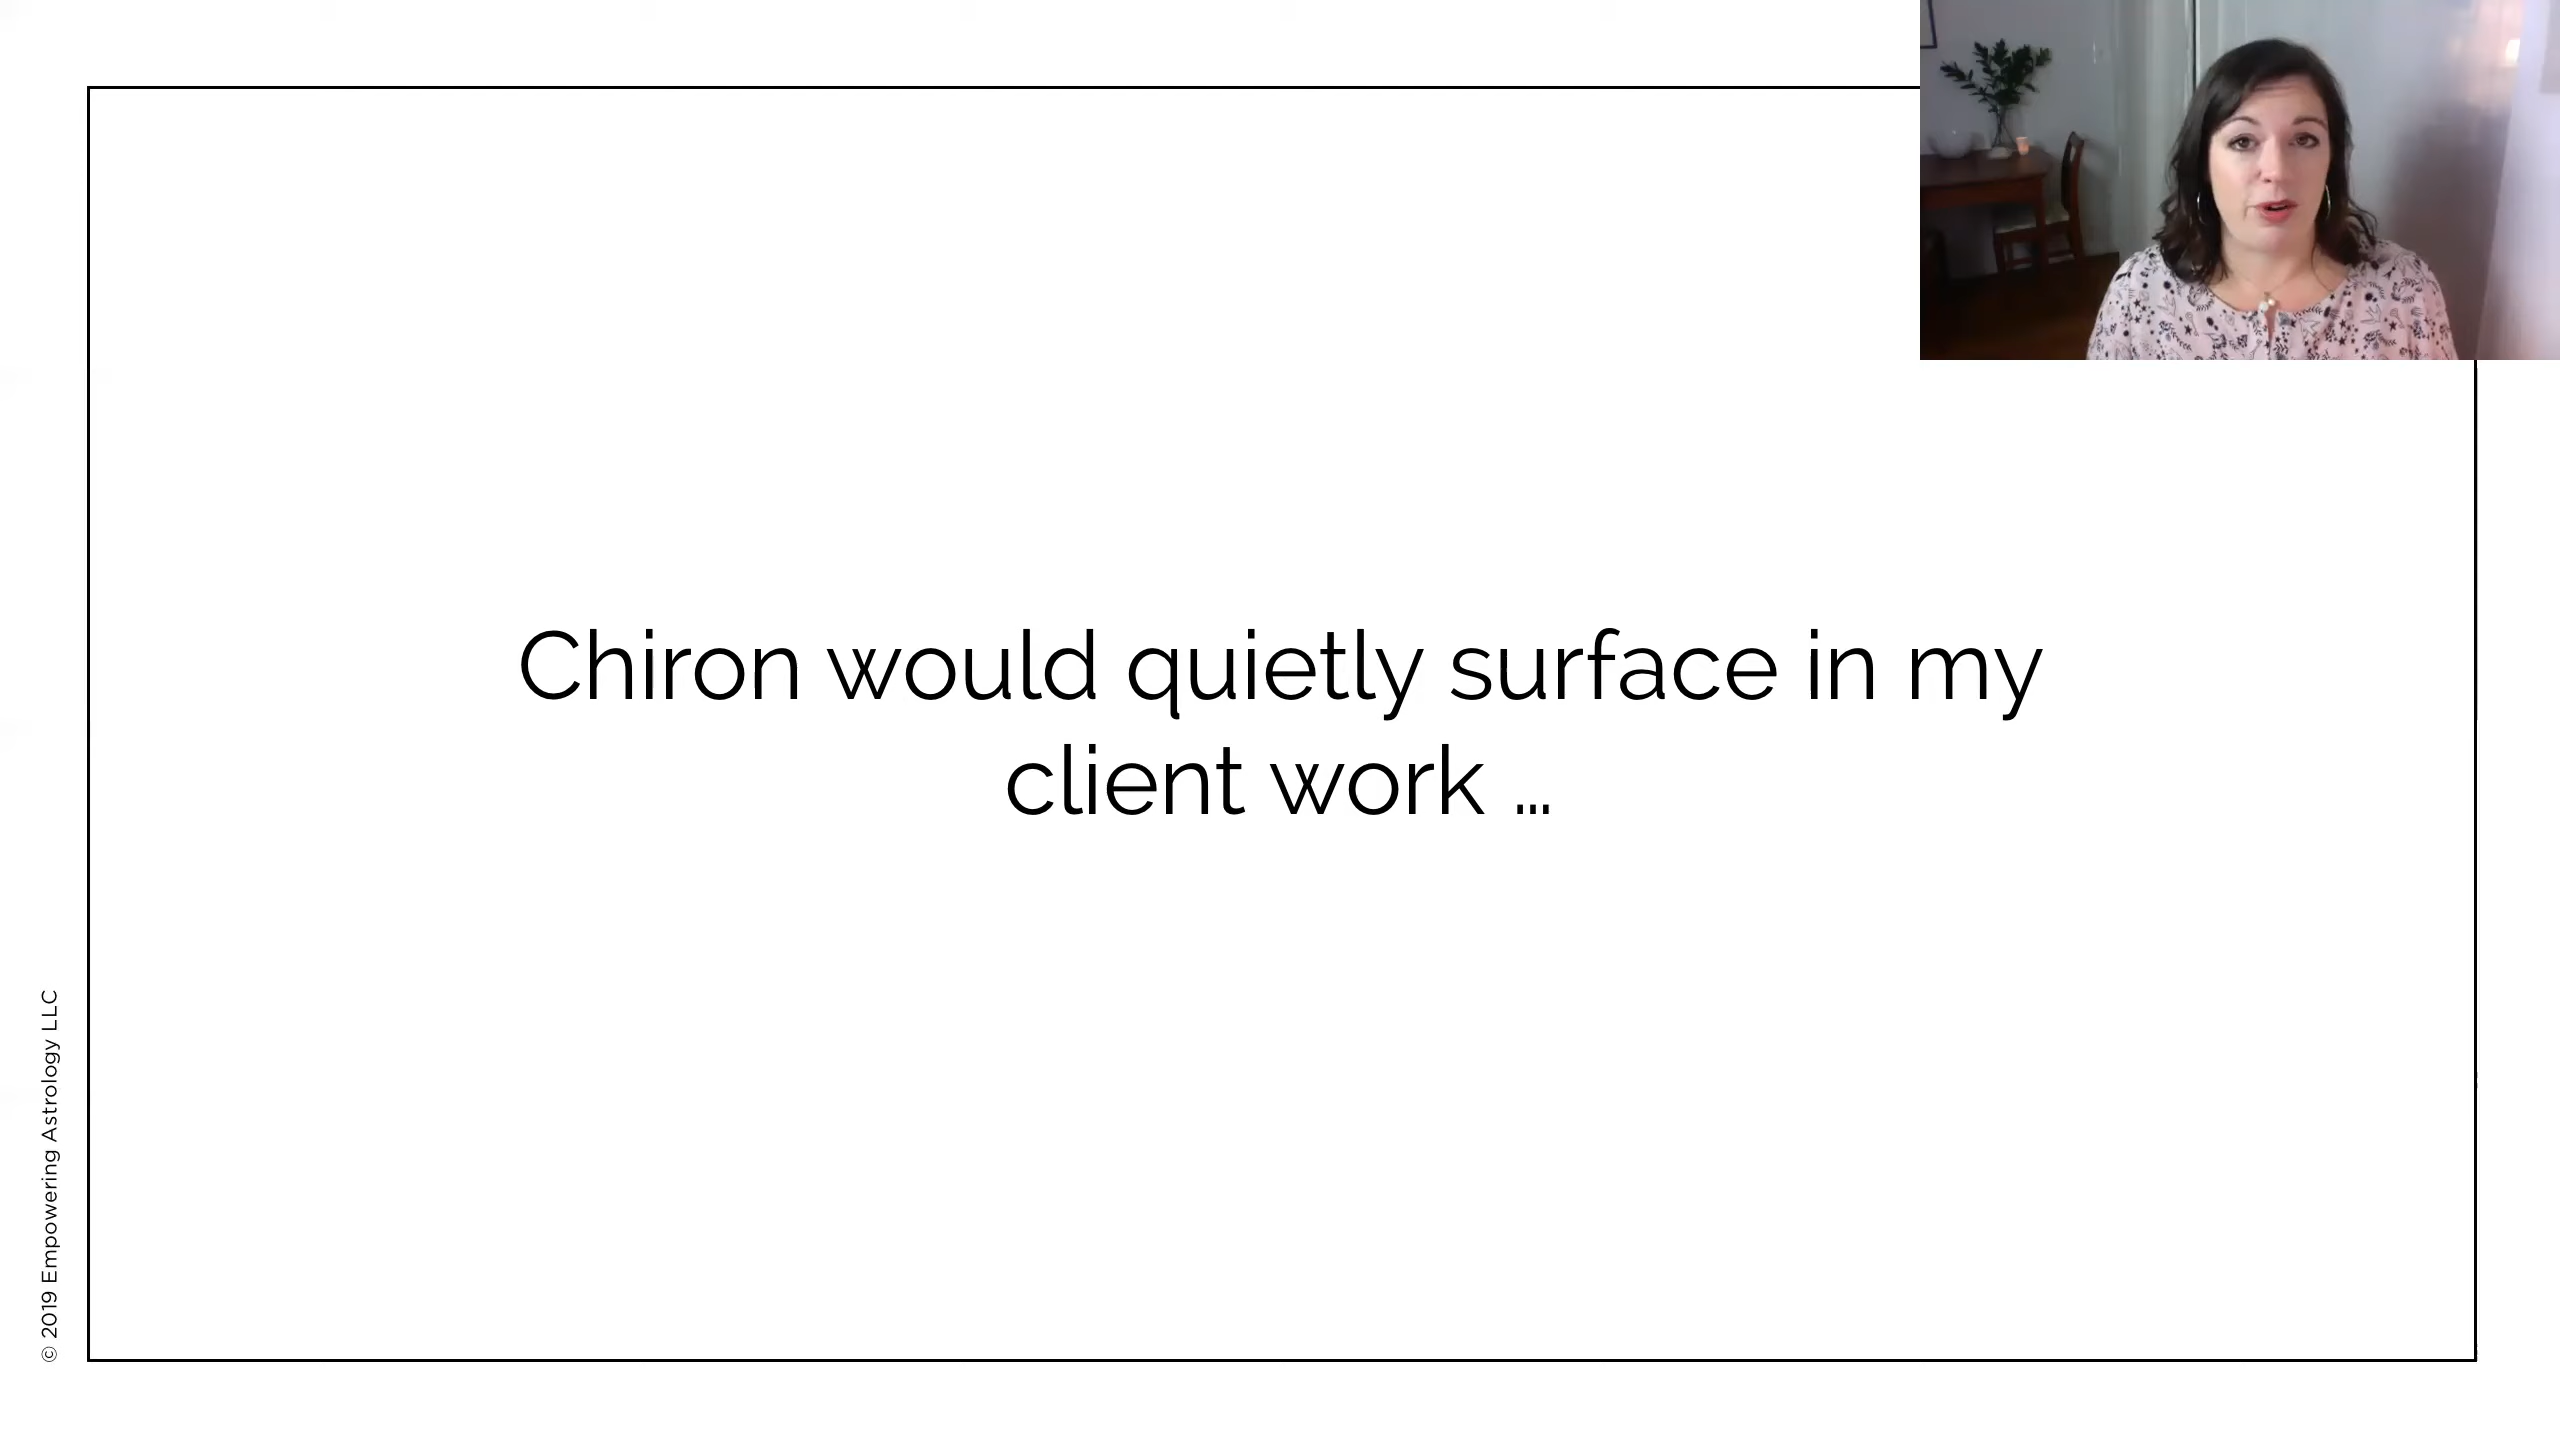 Chiron would quietly surface in my
client work ...
© 2019 Empowering Astrology LLC